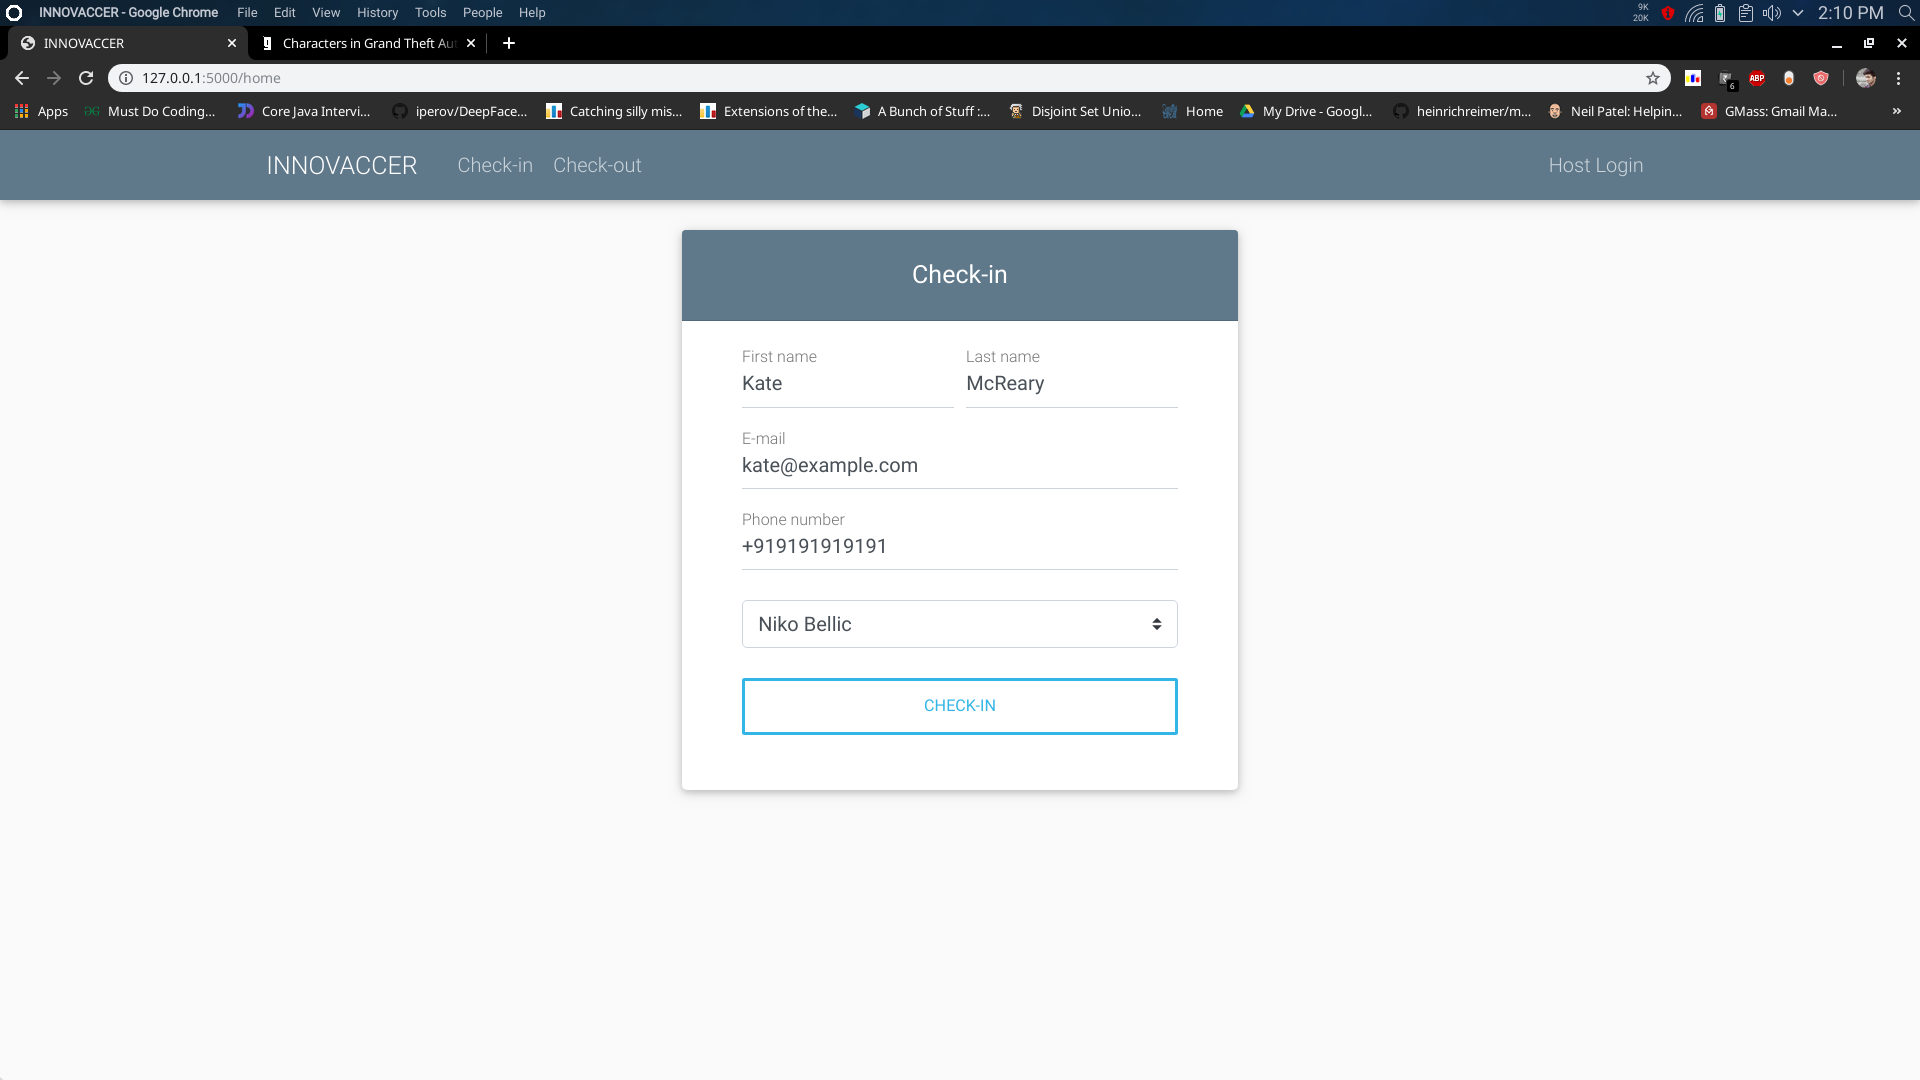 INNOVACCER - Google Chrome File Edit View History Tools People Help 9K 20K 2:10 PM
INNOVACCER Characters in Grand Theft Aut
127.0.0.1:5000/home 6 ABP
Apps Must Do Coding... Core Java Intervi... iperov/DeepFace... Catching silly mis... Extensions of the... A Bunch of Stuff :... Disjoint Set Unio... Home My Drive - Googl... heinrichreimer/m... Neil Patel: Helpin... GMass: Gmail Ma... »
INNOVACCER Check-in Check-out Host Login
Check-in
First name Last name
Kate McReary
E-mail
kate@example.com
Phone number
+919191919191
Niko Bellic
CHECK-IN